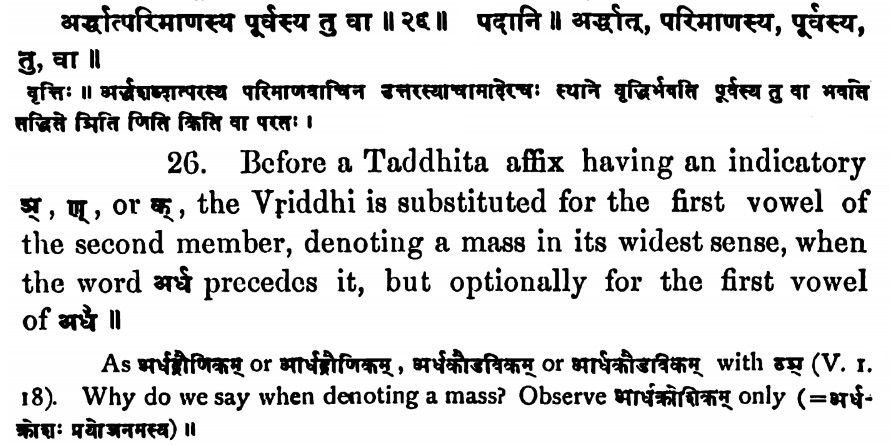 अर्द्धात्परिमाणस्य पूर्वस्य तु वा ॥ २६ ॥ पदानि ॥ अर्द्धात्, परिमाणस्य, पूर्वस्य,
तु, वा ॥
वृत्तिः ॥ अर्द्धशब्दात्परस्य परिमाणवाचिन उत्तरस्याचामादेरचः स्थाने वृद्धिर्भवति पूर्वस्य तु वा भवति
तद्धिते ञिति णिति किति वा परतः ।
26. Before a Taddhita affix having an indicatory
ञ्, ण्, or क्, the Vṛiddhi is substituted for the first vowel of
the second member, denoting a mass in its widest sense, when
the word अर्ध precedes it, but optionally for the first vowel
of अर्ध ॥
As अर्धद्रौणिकम् or आर्धद्रौणिकम्, अर्धकौडविकम् or आर्धकौडविकम् with ठञ् (V. 1.
18). Why do we say when denoting a mass? Observe आर्धक्रोशिकम् only (=अर्ध-
क्रोशः प्रयोजनमस्य) ॥